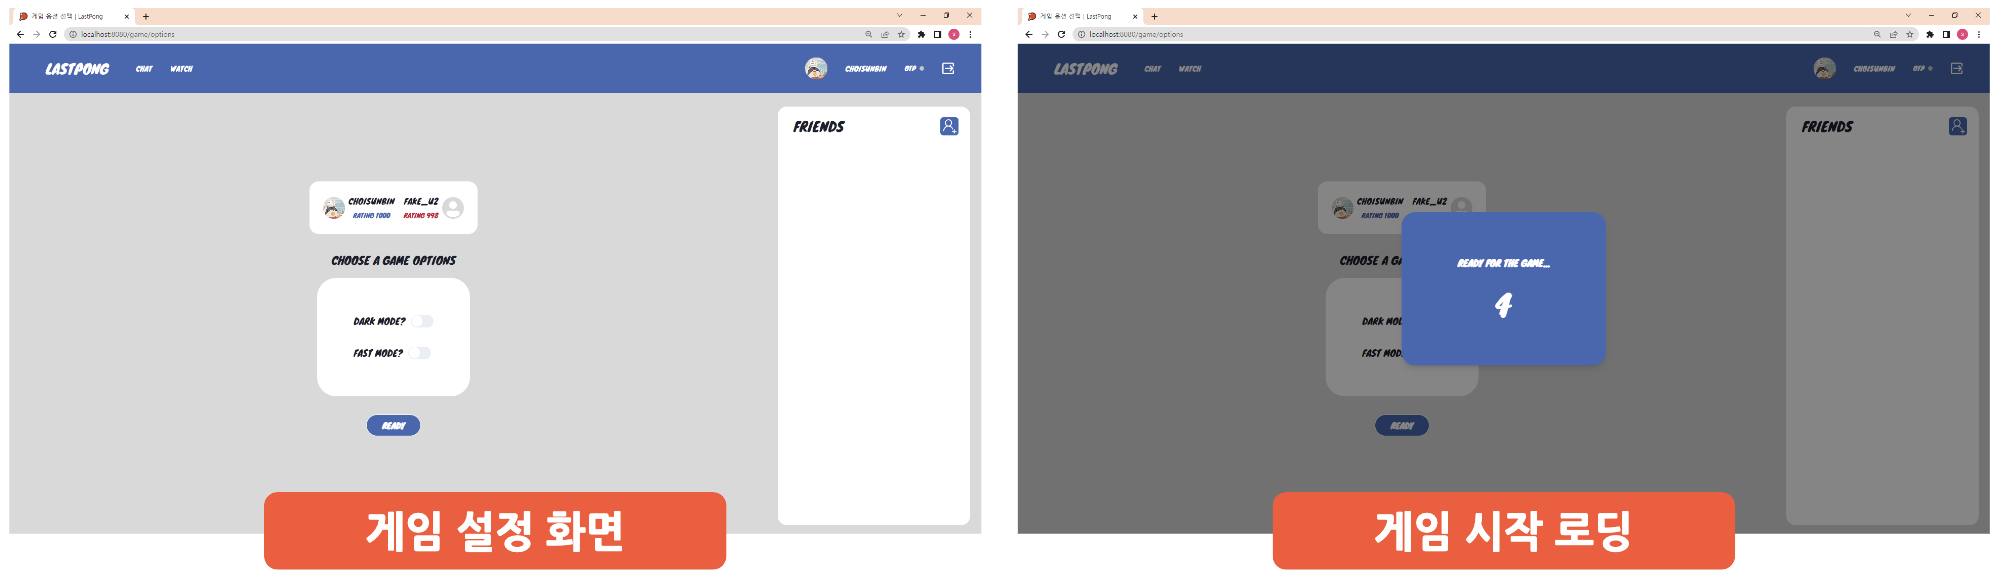 게임 옵션 선택 | LastPong
localhost:8080/game/options
LASTPONG CHAT WATCH CHOISUNBIN OTP
FRIENDS
CHOISUNBIN FAKE_U2
RATING 1000 RATING 998
CHOOSE A GAME OPTIONS
DARK MODE?
FAST MODE?
READY
게임 설정 화면
게임 옵션 선택 | LastPong
localhost:8080/game/options
LASTPONG CHAT WATCH CHOISUNBIN OTP
FRIENDS
CHOISUNBIN FAKE_U2
RATING 1000
CHOOSE A GA
READY FOR THE GAME...
4
DARK MOD
FAST MOD
READY
게임 시작 로딩